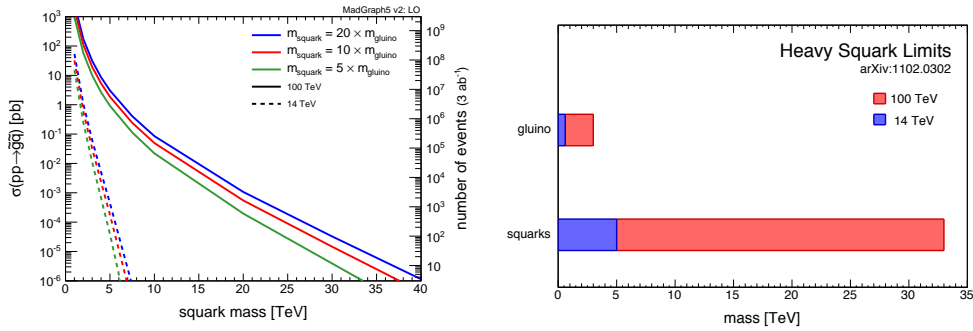 MadGraph5 v2: LO
σ(pp→g̃q̃) [pb]
10³
10²
10
1
10⁻¹
10⁻²
10⁻³
10⁻⁴
10⁻⁵
10⁻⁶
m_squark = 20 × m_gluino
m_squark = 10 × m_gluino
m_squark = 5 × m_gluino
100 TeV
14 TeV
10⁹
10⁸
10⁷
10⁶
10⁵
10⁴
10³
10²
10
number of events (3 ab⁻¹)
0 5 10 15 20 25 30 35 40
squark mass [TeV]
Heavy Squark Limits
arXiv:1102.0302
100 TeV
14 TeV
gluino
squarks
0 5 10 15 20 25 30 35
mass [TeV]